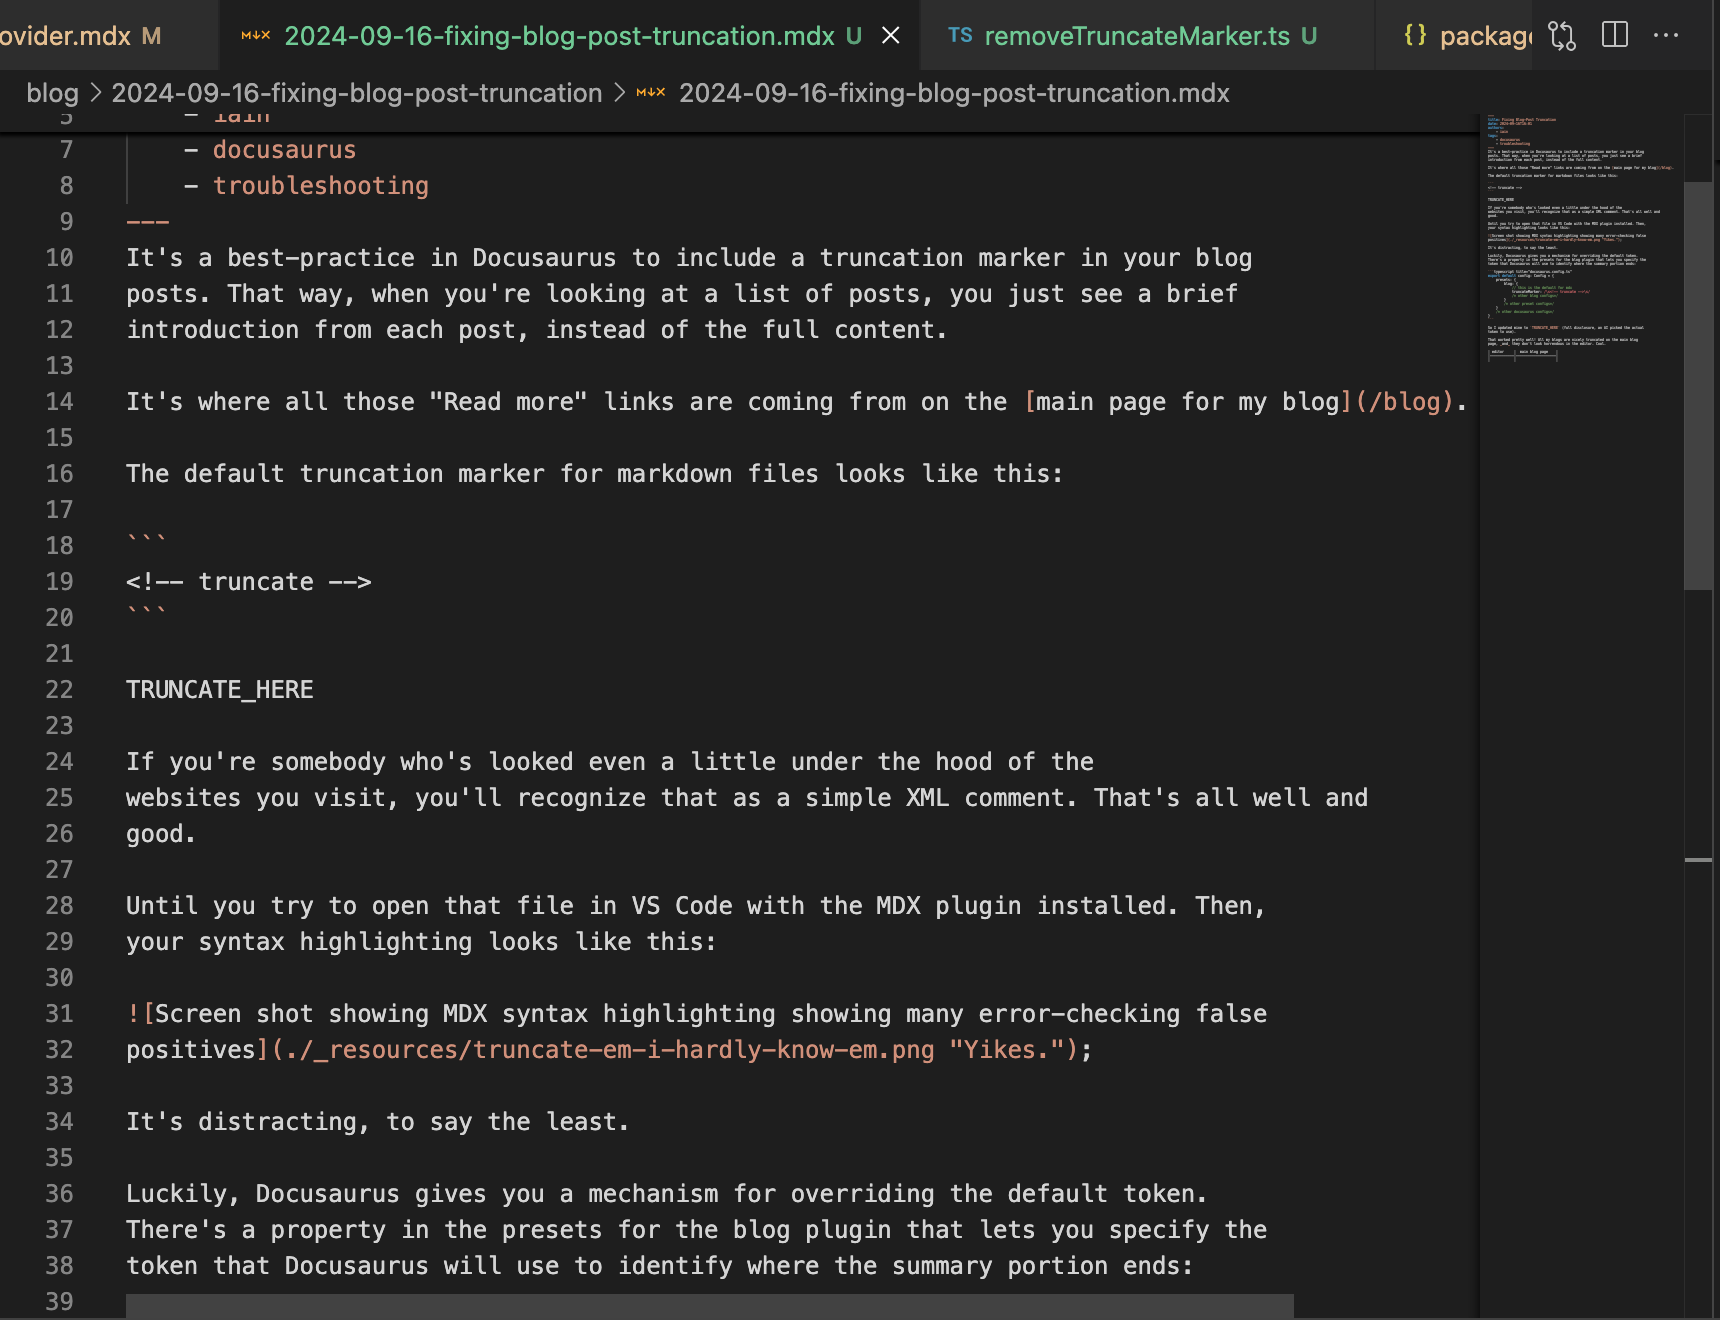 ovider.mdx M
2024-09-16-fixing-blog-post-truncation.mdx U
TS removeTruncateMarker.ts U
{} package
blog > 2024-09-16-fixing-blog-post-truncation > 2024-09-16-fixing-blog-post-truncation.mdx
5 - iain
7 - docusaurus
8 - troubleshooting
9 ---
10 It's a best-practice in Docusaurus to include a truncation marker in your blog
11 posts. That way, when you're looking at a list of posts, you just see a brief
12 introduction from each post, instead of the full content.
13
14 It's where all those "Read more" links are coming from on the [main page for my blog](/blog).
15
16 The default truncation marker for markdown files looks like this:
17
18 ```
19 <!-- truncate -->
20 ```
21
22 TRUNCATE_HERE
23
24 If you're somebody who's looked even a little under the hood of the
25 websites you visit, you'll recognize that as a simple XML comment. That's all well and
26 good.
27
28 Until you try to open that file in VS Code with the MDX plugin installed. Then,
29 your syntax highlighting looks like this:
30
31 ![Screen shot showing MDX syntax highlighting showing many error-checking false
32 positives](./_resources/truncate-em-i-hardly-know-em.png "Yikes.");
33
34 It's distracting, to say the least.
35
36 Luckily, Docusaurus gives you a mechanism for overriding the default token.
37 There's a property in the presets for the blog plugin that lets you specify the
38 token that Docusaurus will use to identify where the summary portion ends:
39